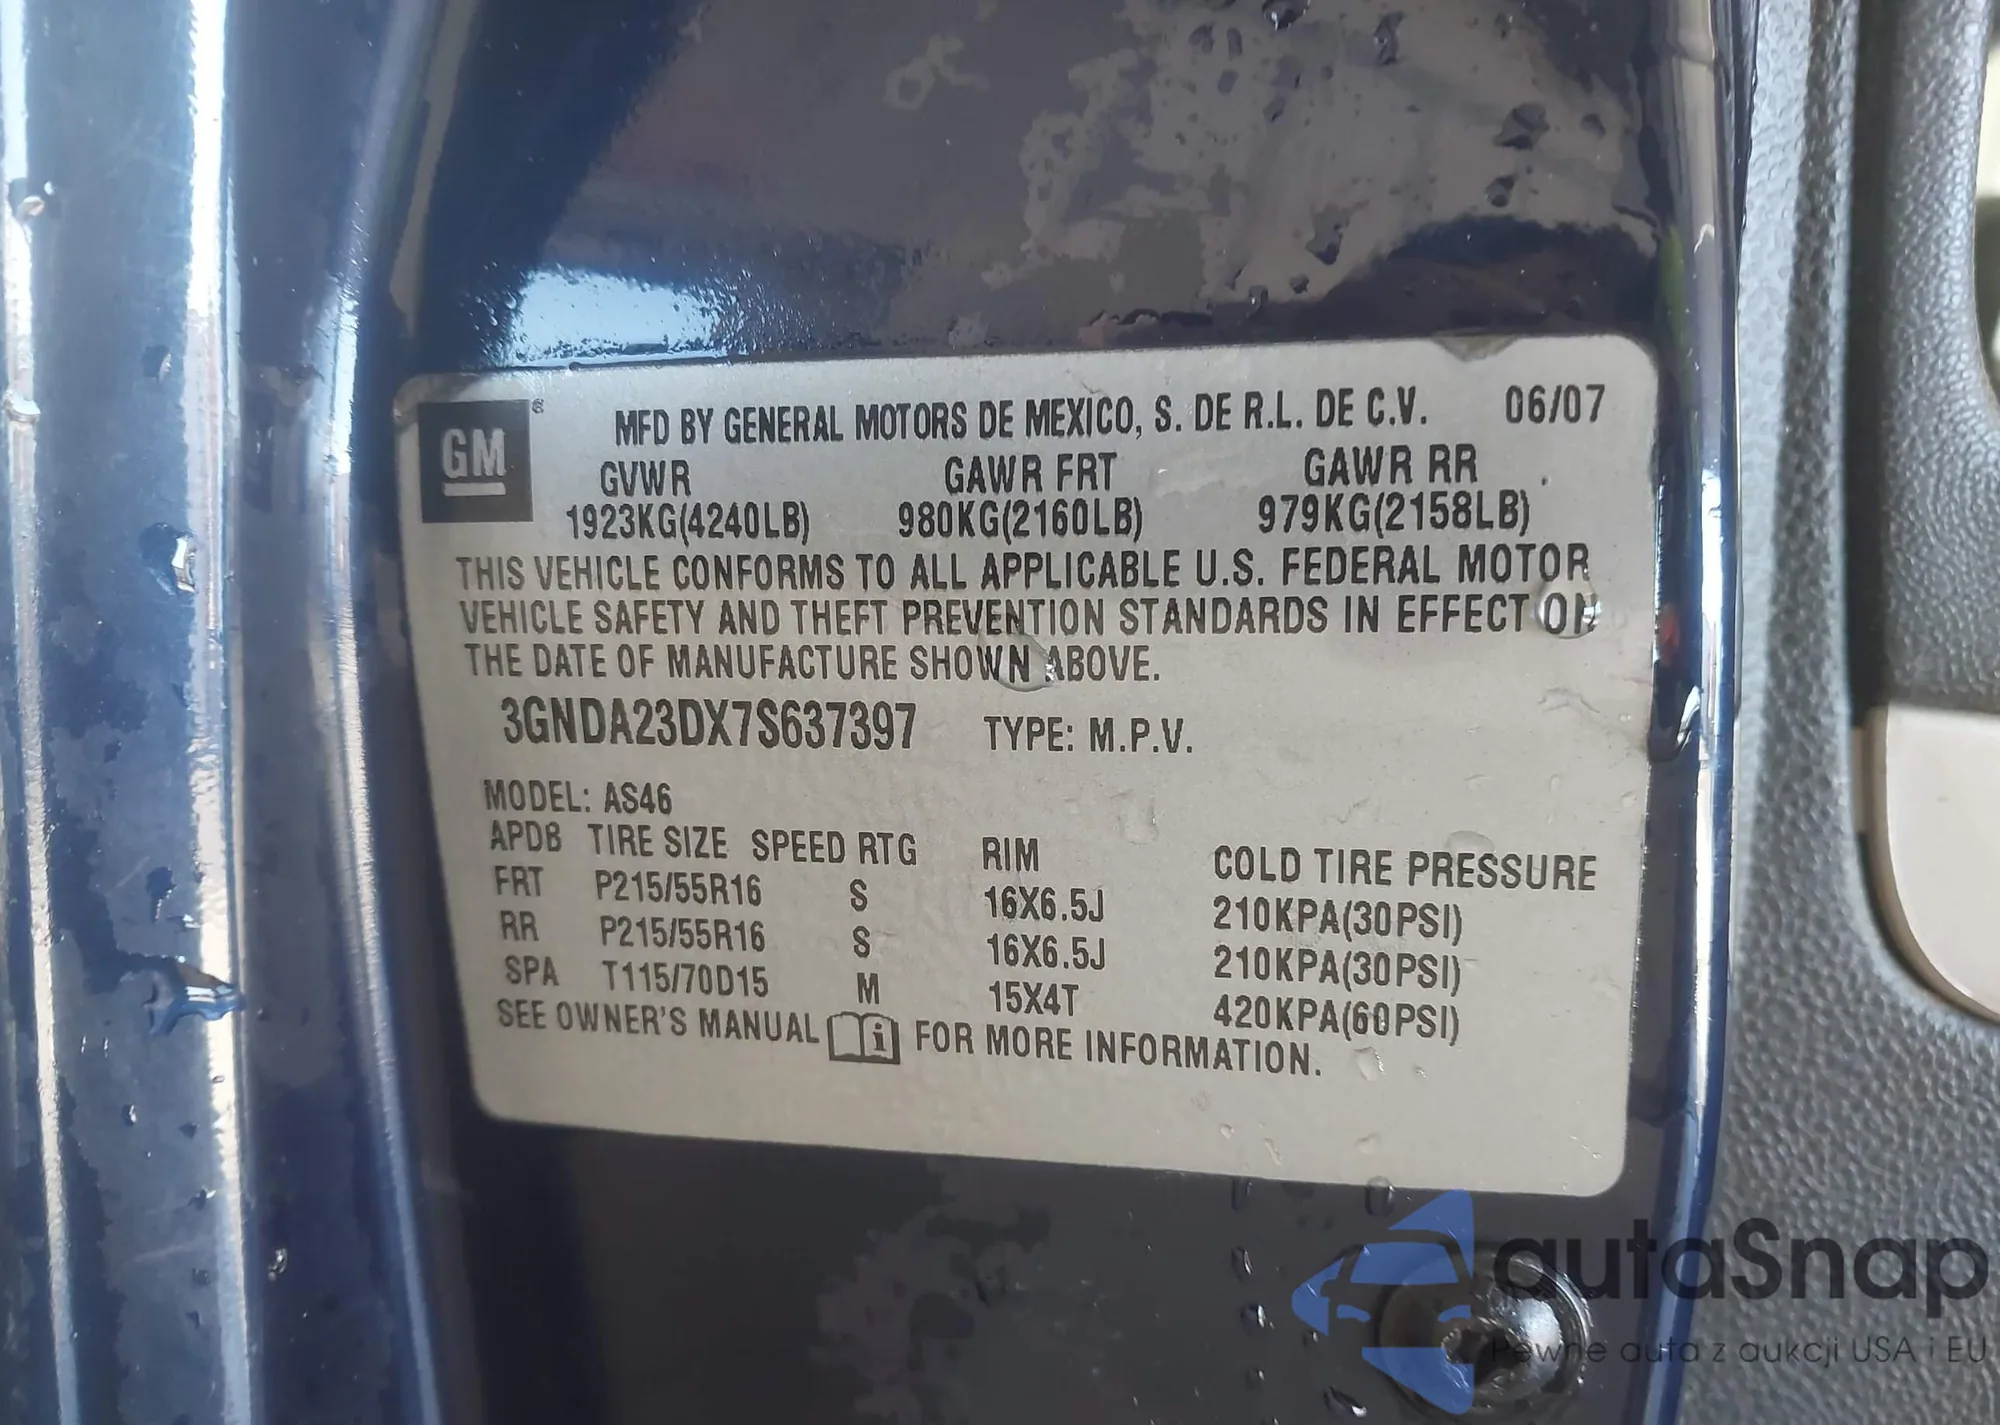 GM ®
MFD BY GENERAL MOTORS DE MEXICO, S. DE R.L. DE C.V. 06/07
GVWR GAWR FRT GAWR RR
1923KG(4240LB) 980KG(2160LB) 979KG(2158LB)
THIS VEHICLE CONFORMS TO ALL APPLICABLE U.S. FEDERAL MOTOR
VEHICLE SAFETY AND THEFT PREVENTION STANDARDS IN EFFECT ON
THE DATE OF MANUFACTURE SHOWN ABOVE.
3GNDA23DX7S637397 TYPE: M.P.V.
MODEL: AS46
APDB TIRE SIZE SPEED RTG RIM COLD TIRE PRESSURE
FRT P215/55R16 S 16X6.5J 210KPA(30PSI)
RR P215/55R16 S 16X6.5J 210KPA(30PSI)
SPA T115/70D15 M 15X4T 420KPA(60PSI)
SEE OWNER'S MANUAL i FOR MORE INFORMATION.
autaSnap
Pewne auta z aukcji USA i EU